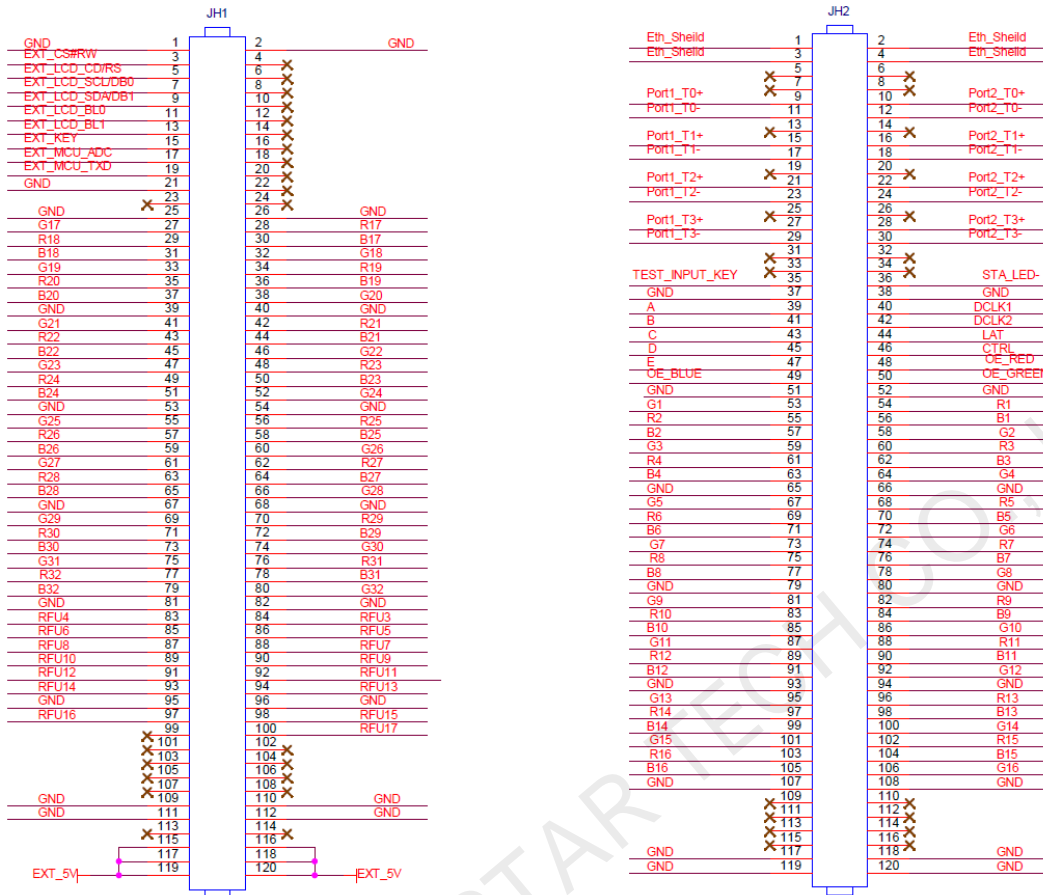 JH1
GND 1 2 GND
EXT_CS#RW 3 4
EXT_LCD_CD/RS 5 6
EXT_LCD_SCL/DB0 7 8
EXT_LCD_SDA/DB1 9 10
EXT_LCD_BL0 11 12
EXT_LCD_BL1 13 14
EXT_KEY 15 16
EXT_MCU_ADC 17 18
EXT_MCU_TXD 19 20
GND 21 22
23 24
GND 25 26 GND
G17 27 28 R17
R18 29 30 B17
B18 31 32 G18
G19 33 34 R19
R20 35 36 B19
B20 37 38 G20
GND 39 40 GND
G21 41 42 R21
R22 43 44 B21
B22 45 46 G22
G23 47 48 R23
R24 49 50 B23
B24 51 52 G24
GND 53 54 GND
G25 55 56 R25
R26 57 58 B25
B26 59 60 G26
G27 61 62 R27
R28 63 64 B27
B28 65 66 G28
GND 67 68 GND
G29 69 70 R29
R30 71 72 B29
B30 73 74 G30
G31 75 76 R31
R32 77 78 B31
B32 79 80 G32
GND 81 82 GND
RFU4 83 84 RFU3
RFU6 85 86 RFU5
RFU8 87 88 RFU7
RFU10 89 90 RFU9
RFU12 91 92 RFU11
RFU14 93 94 RFU13
GND 95 96 GND
RFU16 97 98 RFU15
99 100 RFU17
101 102
103 104
105 106
107 108
GND 109 110 GND
GND 111 112 GND
113 114
115 116
117 118
EXT_5V 119 120 EXT_5V
JH2
Eth_Sheild 1 2 Eth_Sheild
Eth_Sheild 3 4 Eth_Sheild
5 6
7 8
Port1_T0+ 9 10 Port2_T0+
Port1_T0- 11 12 Port2_T0-
13 14
Port1_T1+ 15 16 Port2_T1+
Port1_T1- 17 18 Port2_T1-
19 20
Port1_T2+ 21 22 Port2_T2+
Port1_T2- 23 24 Port2_T2-
25 26
Port1_T3+ 27 28 Port2_T3+
Port1_T3- 29 30 Port2_T3-
31 32
33 34
TEST_INPUT_KEY 35 36 STA_LED-
GND 37 38 GND
A 39 40 DCLK1
B 41 42 DCLK2
C 43 44 LAT
D 45 46 CTRL
E 47 48 OE_RED
OE_BLUE 49 50 OE_GREEN
GND 51 52 GND
G1 53 54 R1
R2 55 56 B1
B2 57 58 G2
G3 59 60 R3
R4 61 62 B3
B4 63 64 G4
GND 65 66 GND
G5 67 68 R5
R6 69 70 B5
B6 71 72 G6
G7 73 74 R7
R8 75 76 B7
B8 77 78 G8
GND 79 80 GND
G9 81 82 R9
R10 83 84 B9
B10 85 86 G10
G11 87 88 R11
R12 89 90 B11
B12 91 92 G12
GND 93 94 GND
G13 95 96 R13
R14 97 98 B13
B14 99 100 G14
G15 101 102 R15
R16 103 104 B15
B16 105 106 G16
GND 107 108 GND
109 110
111 112
113 114
115 116
GND 117 118 GND
GND 119 120 GND
TECH CO.,